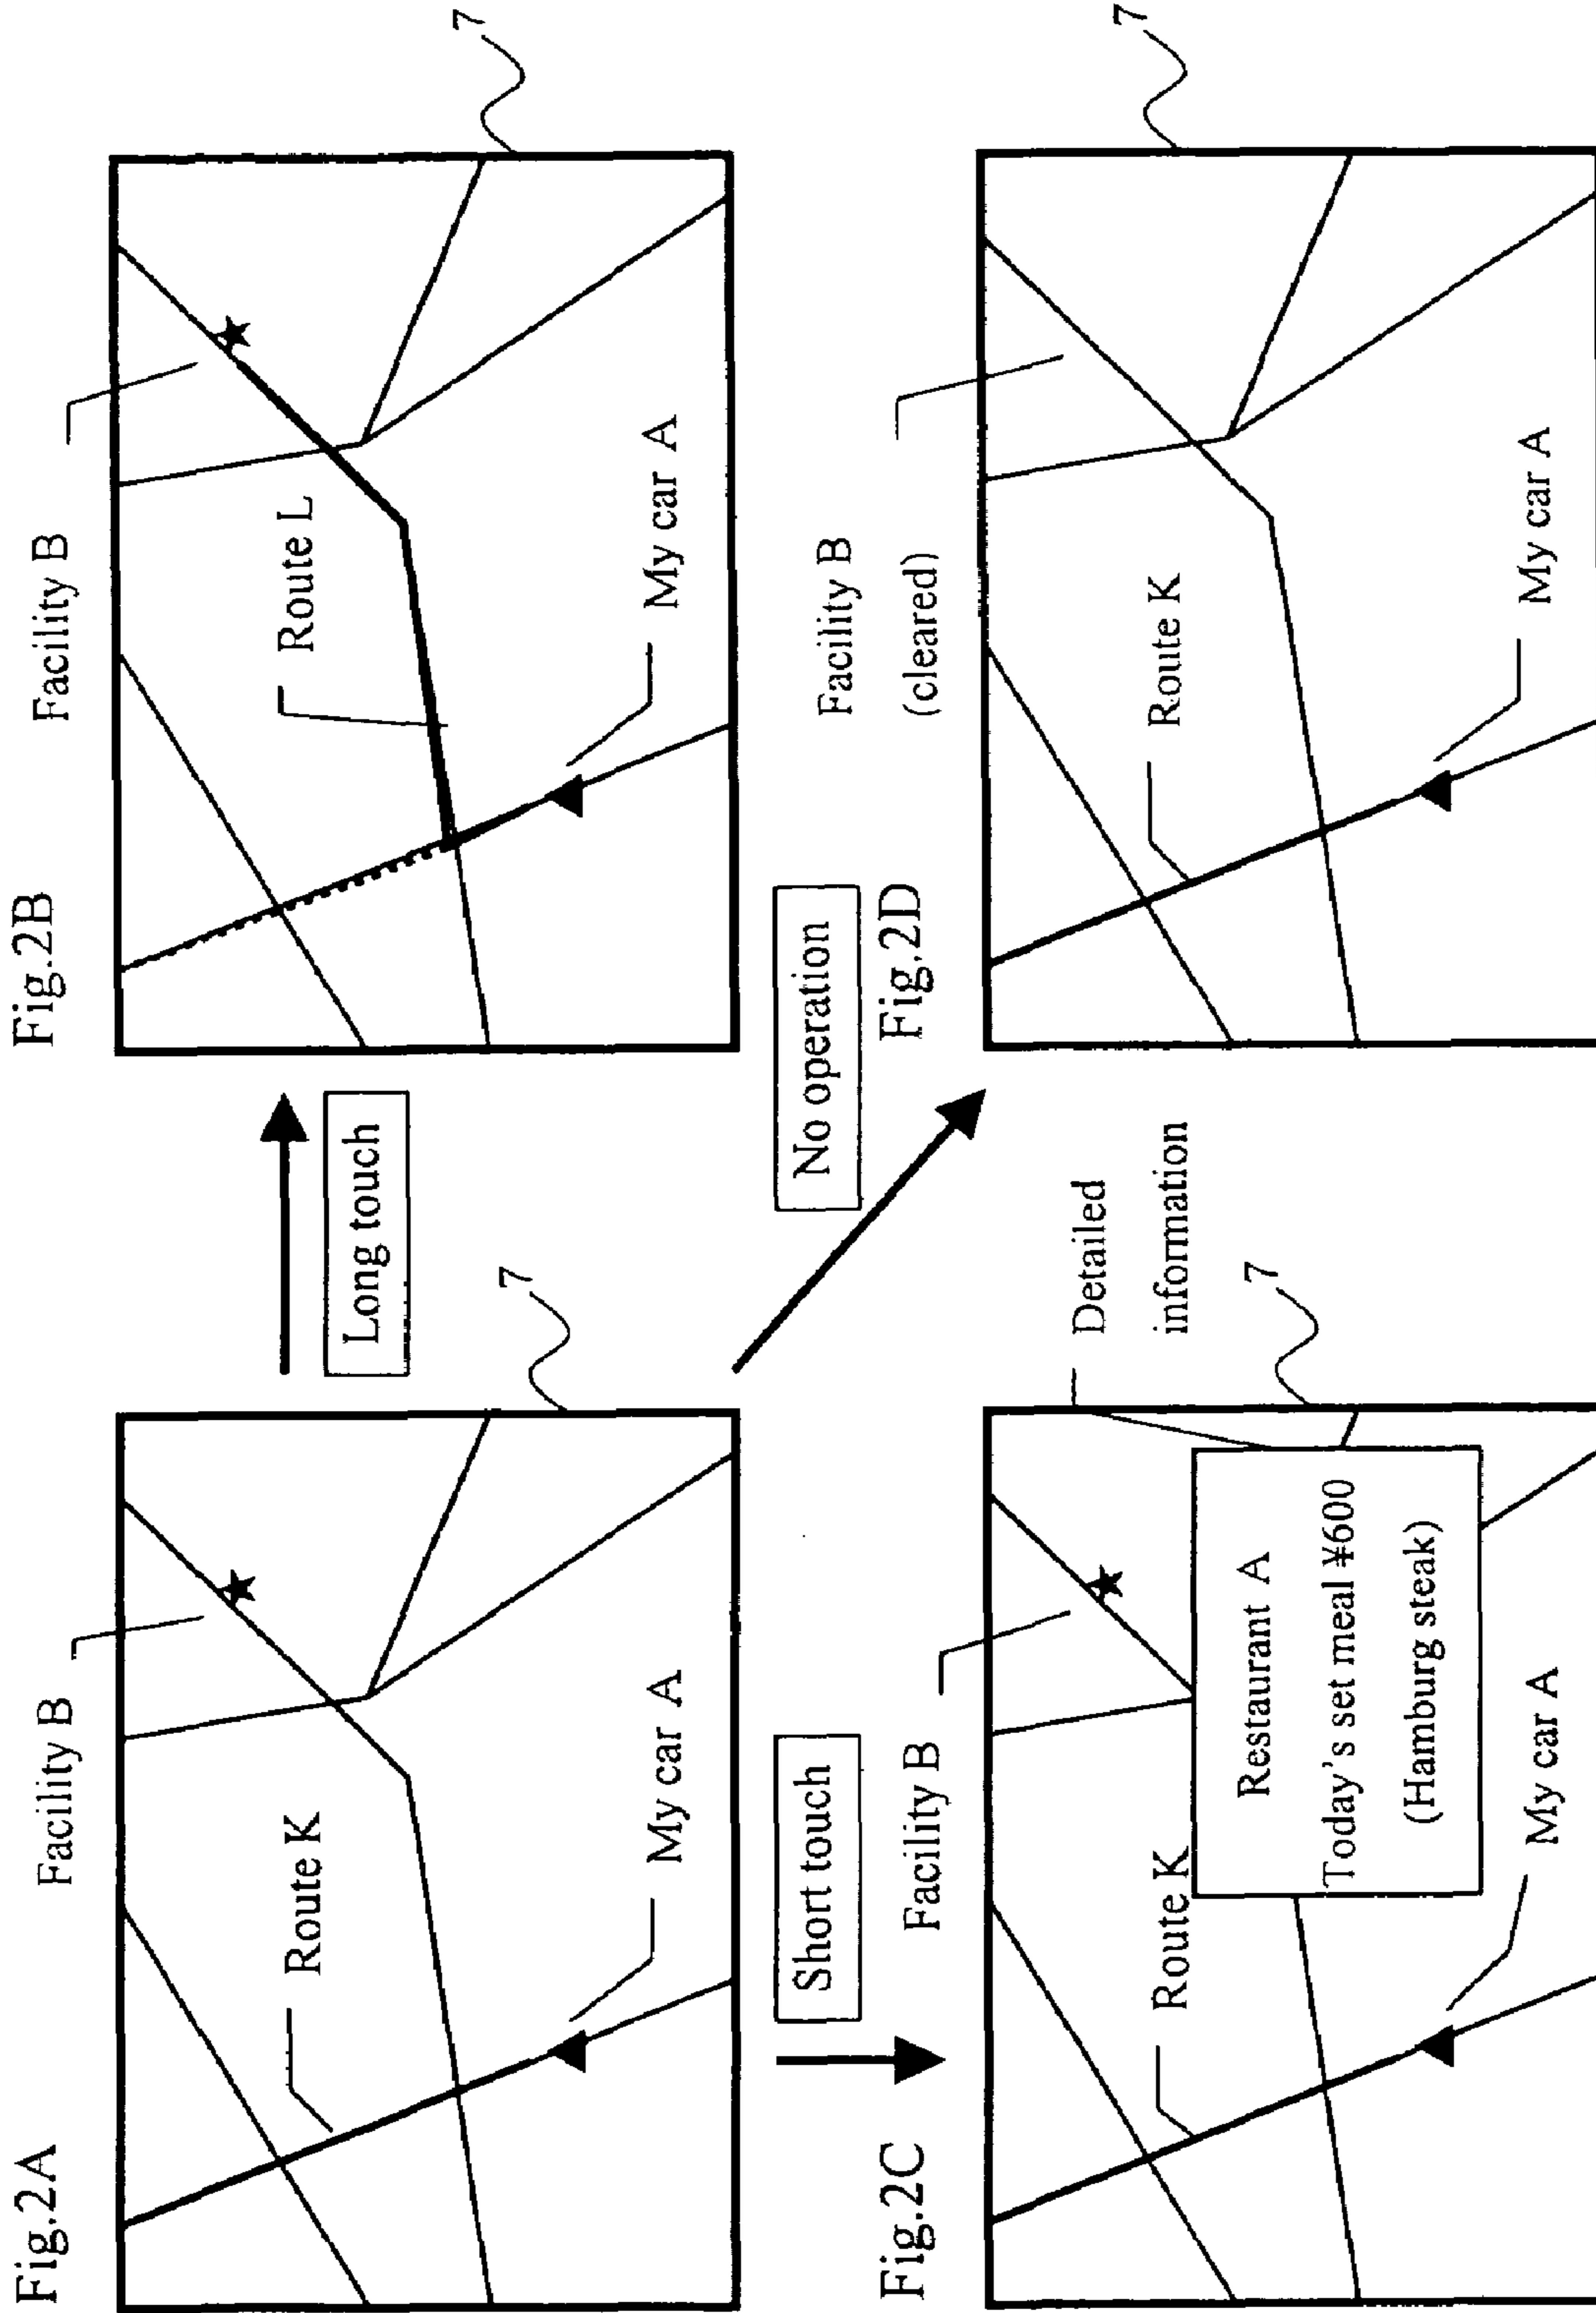 Fig.2A
Facility B
Route K
My car A
7
Long touch
Fig.2B
Facility B
Route L
My car A
7
Short touch
No operation
Fig.2C
Facility B
Route K
Restaurant A
Today's set meal ¥600
(Hamburg steak)
My car A
Detailed
information
7
Fig.2D
Facility B
(cleared)
Route K
My car A
7